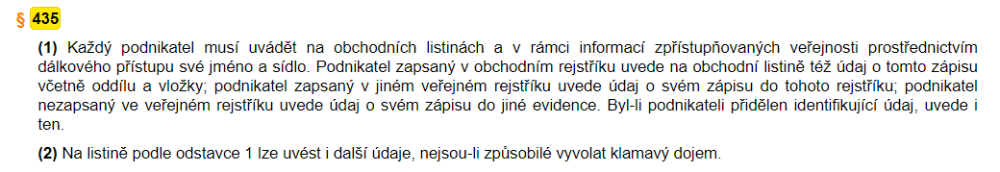 § 435
(1) Každý podnikatel musí uvádět na obchodních listinách a v rámci informací zpřístupňovaných veřejnosti prostřednictvím
dálkového přístupu své jméno a sídlo. Podnikatel zapsaný v obchodním rejstříku uvede na obchodní listině též údaj o tomto zápisu
včetně oddílu a vložky; podnikatel zapsaný v jiném veřejném rejstříku uvede údaj o svém zápisu do tohoto rejstříku; podnikatel
nezapsaný ve veřejném rejstříku uvede údaj o svém zápisu do jiné evidence. Byl-li podnikateli přidělen identifikující údaj, uvede i
ten.
(2) Na listině podle odstavce 1 lze uvést i další údaje, nejsou-li způsobilé vyvolat klamavý dojem.